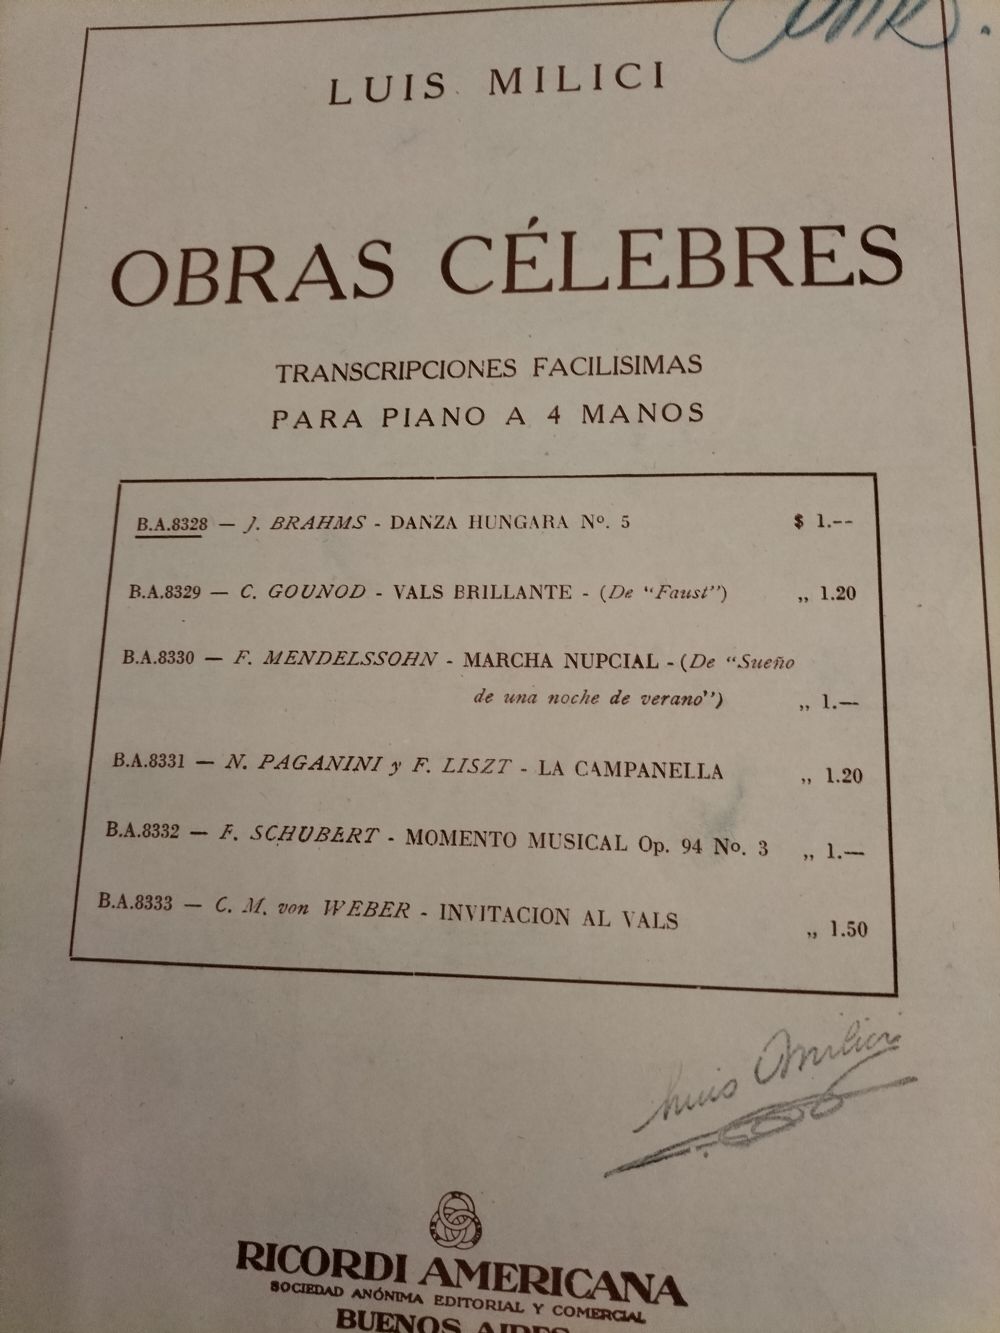 LUIS MILICI
OBRAS CÉLEBRES
TRANSCRIPCIONES FACILISIMAS
PARA PIANO A 4 MANOS
B.A.8328 — J. BRAHMS - DANZA HUNGARA Nº. 5 $ 1.--
B.A.8329 — C. GOUNOD - VALS BRILLANTE - (De "Faust") „ 1.20
B.A.8330 — F. MENDELSSOHN - MARCHA NUPCIAL - (De "Sueño
de una noche de verano") „ 1.—
B.A.8331 — N. PAGANINI y F. LISZT - LA CAMPANELLA „ 1.20
B.A.8332 — F. SCHUBERT - MOMENTO MUSICAL Op. 94 Nº. 3 „ 1.—
B.A.8333 — C. M. von WEBER - INVITACION AL VALS „ 1.50
Luis Milici
RICORDI AMERICANA
SOCIEDAD ANÓNIMA EDITORIAL Y COMERCIAL
BUENOS AIRES